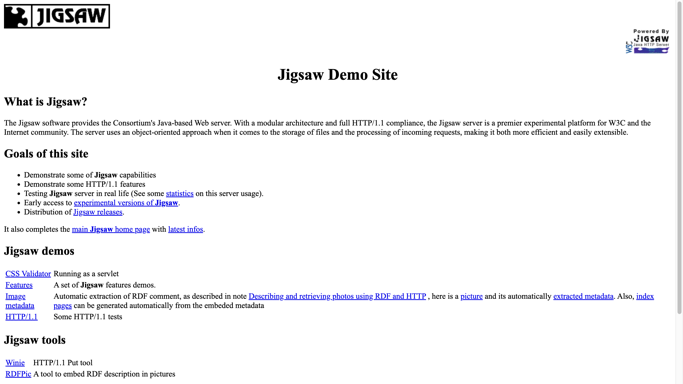 JIGSAW
Powered By
JIGSAW
Java HTTP Server
W3C
Jigsaw Demo Site
What is Jigsaw?
The Jigsaw software provides the Consortium's Java-based Web server. With a modular architecture and full HTTP/1.1 compliance, the Jigsaw server is a premier experimental platform for W3C and the
Internet community. The server uses an object-oriented approach when it comes to the storage of files and the processing of incoming requests, making it both more efficient and easily extensible.
Goals of this site
Demonstrate some of Jigsaw capabilities
Demonstrate some HTTP/1.1 features
Testing Jigsaw server in real life (See some statistics on this server usage).
Early access to experimental versions of Jigsaw.
Distribution of Jigsaw releases.
It also completes the main Jigsaw home page with latest infos.
Jigsaw demos
CSS Validator Running as a servlet
Features A set of Jigsaw features demos.
Image Automatic extraction of RDF comment, as described in note Describing and retrieving photos using RDF and HTTP , here is a picture and its automatically extracted metadata. Also, index
metadata pages can be generated automatically from the embeded metadata
HTTP/1.1 Some HTTP/1.1 tests
Jigsaw tools
Winie HTTP/1.1 Put tool
RDFPic A tool to embed RDF description in pictures